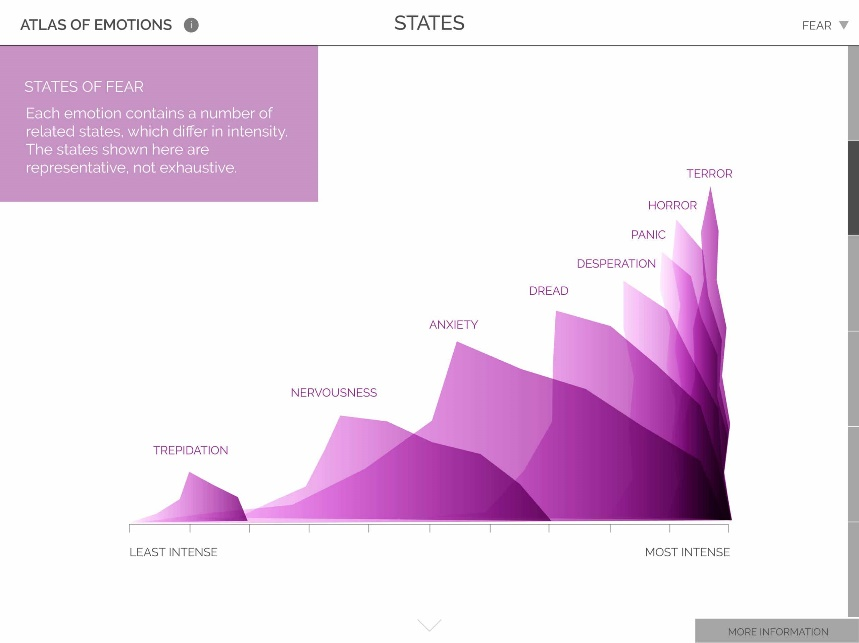 ATLAS OF EMOTIONS i
STATES
FEAR
STATES OF FEAR
Each emotion contains a number of
related states, which differ in intensity.
The states shown here are
representative, not exhaustive.
TERROR
HORROR
PANIC
DESPERATION
DREAD
ANXIETY
NERVOUSNESS
TREPIDATION
LEAST INTENSE
MOST INTENSE
MORE INFORMATION